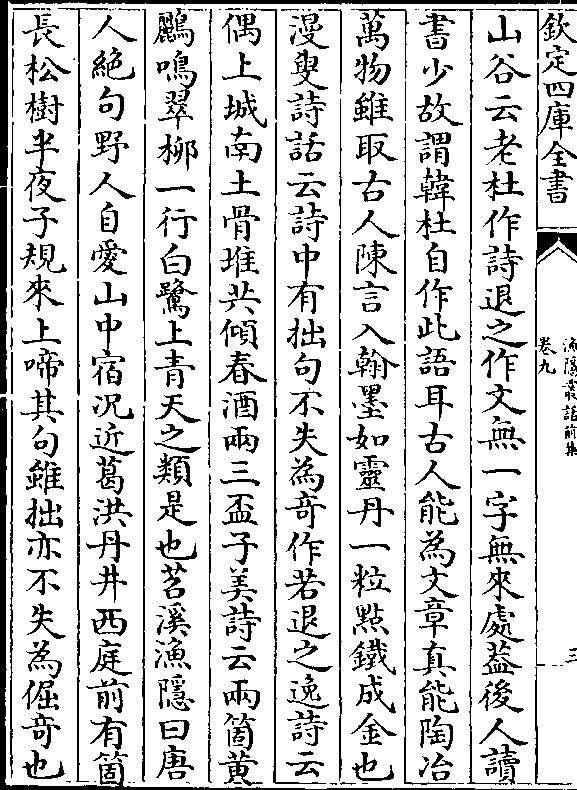 欽定四庫全書
漁隱叢話前集
卷九
三
山谷云老杜作詩退之作文無一字無來處葢後人讀
書少故謂韓杜自作此語耳古人能為文章真能陶冶
萬物雖取古人陳言入翰墨如靈丹一粒㸃鐵成金也
漫叟詩話云詩中有拙句不失為奇作若退之逸詩云
偶上城南土骨堆共傾春酒兩三盃子美詩云兩箇黄
鸝鳴翠柳一行白鷺上青天之類是也苕溪漁隱曰唐
人絶句野人自愛山中宿况近葛洪丹井西庭前有箇
長松樹半夜子規來上啼其句雖拙亦不失為倔奇也